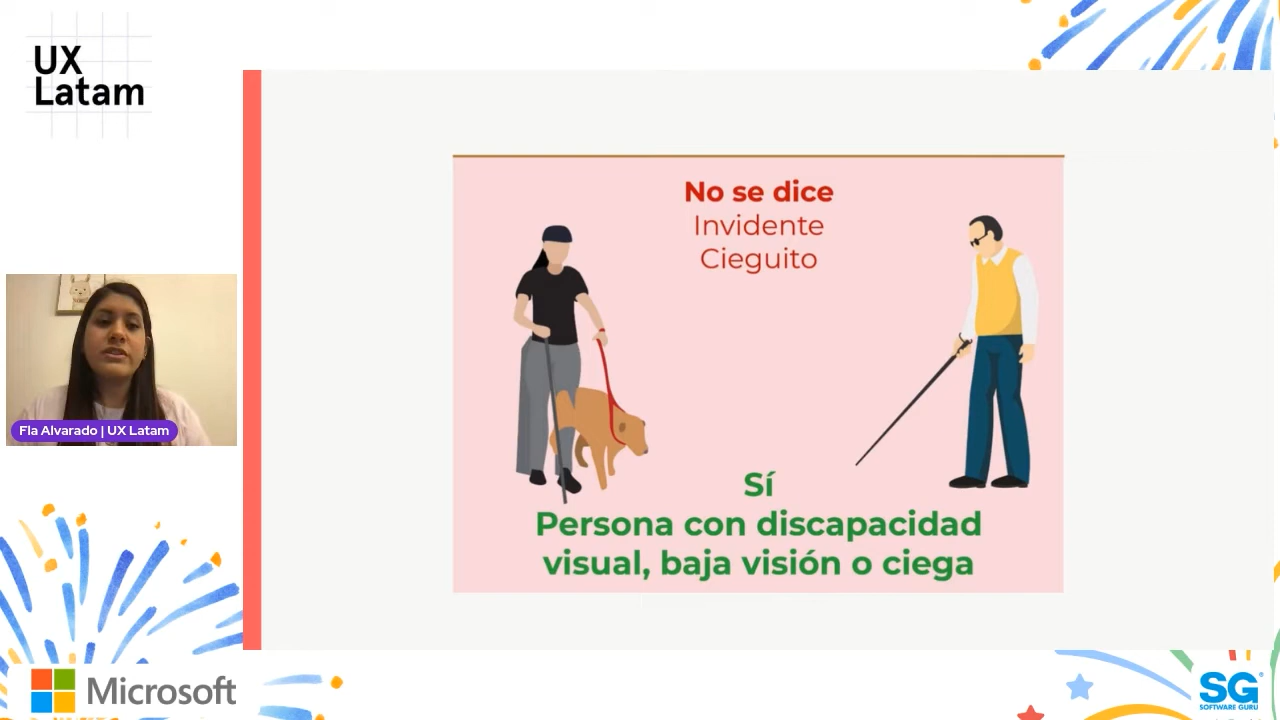 UX
Latam
No se dice
Invidente
Cieguito
Sí
Persona con discapacidad
visual, baja visión o ciega
Fla Alvarado | UX Latam
Microsoft
SG
SOFTWARE GURU